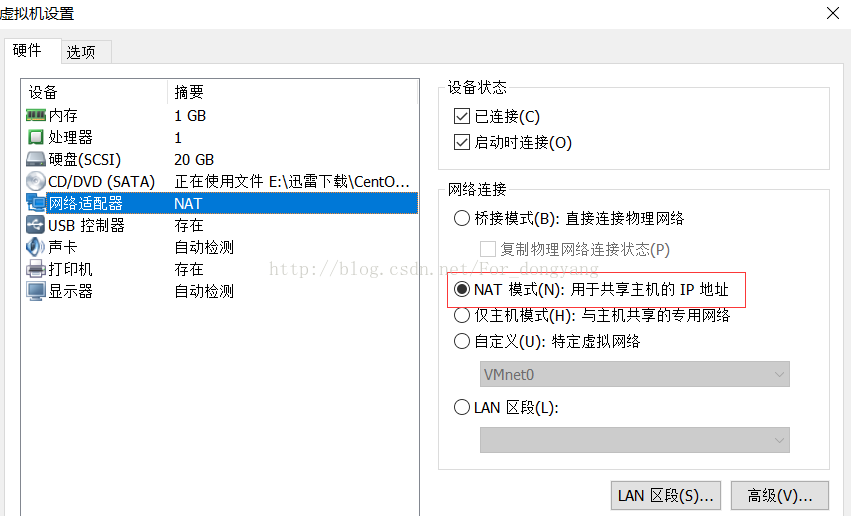 虚拟机设置
硬件 选项
设备 摘要
内存 1 GB
处理器 1
硬盘(SCSI) 20 GB
CD/DVD (SATA) 正在使用文件 E:\迅雷下载\CentO...
网络适配器 NAT
USB 控制器 存在
声卡 自动检测
打印机 存在
显示器 自动检测
设备状态
已连接(C)
启动时连接(O)
网络连接
桥接模式(B): 直接连接物理网络
复制物理网络连接状态(P)
http://blog.csdn.net/For_dongyang
NAT 模式(N): 用于共享主机的 IP 地址
仅主机模式(H): 与主机共享的专用网络
自定义(U): 特定虚拟网络
VMnet0
LAN 区段(L):
LAN 区段(S)... 高级(V)...